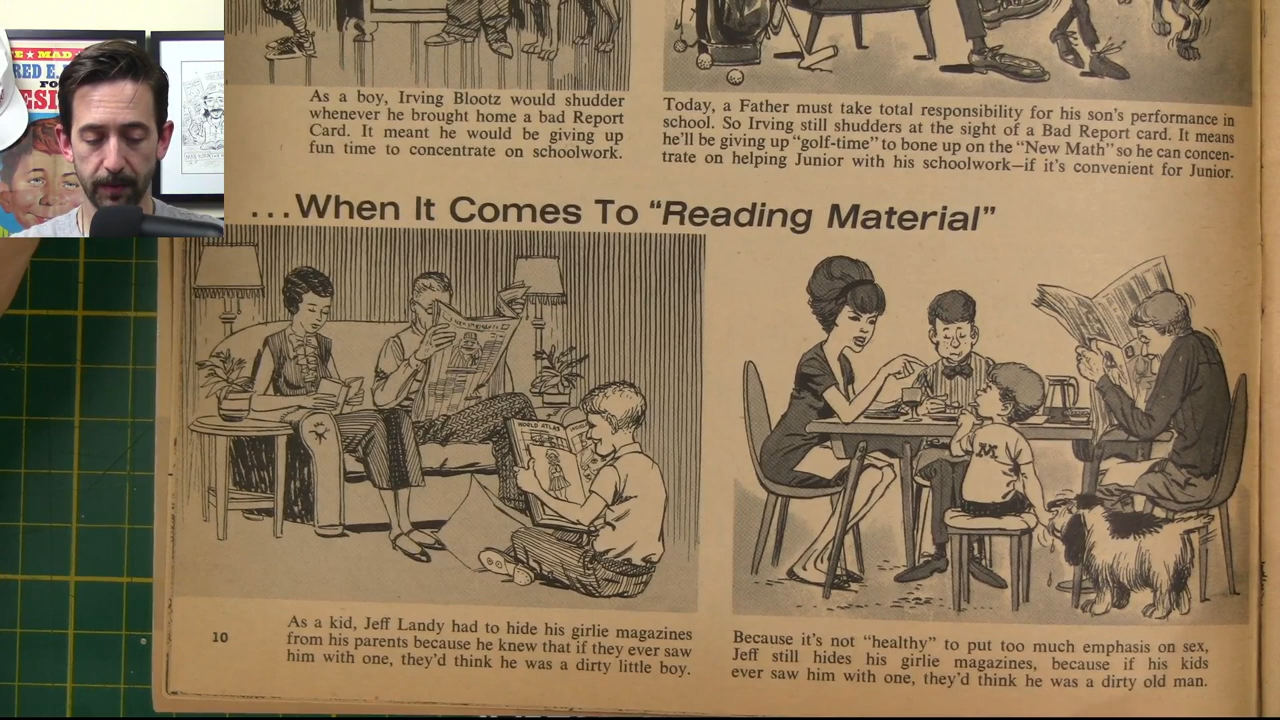 ★ MAD
RED E.
FO
ESI
As a boy, Irving Blootz would shudder
whenever he brought home a bad Report
Card. It meant he would be giving up
fun time to concentrate on schoolwork.
Today, a Father must take total responsibility for his son's performance in
school. So Irving still shudders at the sight of a Bad Report card. It means
he'll be giving up "golf-time" to bone up on the "New Math" so he can concen-
trate on helping Junior with his schoolwork—if it's convenient for Junior.
...When It Comes To "Reading Material"
WORLD ATLAS
M
As a kid, Jeff Landy had to hide his girlie magazines
from his parents because he knew that if they ever saw
him with one, they'd think he was a dirty little boy.
Because it's not "healthy" to put too much emphasis on sex,
Jeff still hides his girlie magazines, because if his kids
ever saw him with one, they'd think he was a dirty old man.
10